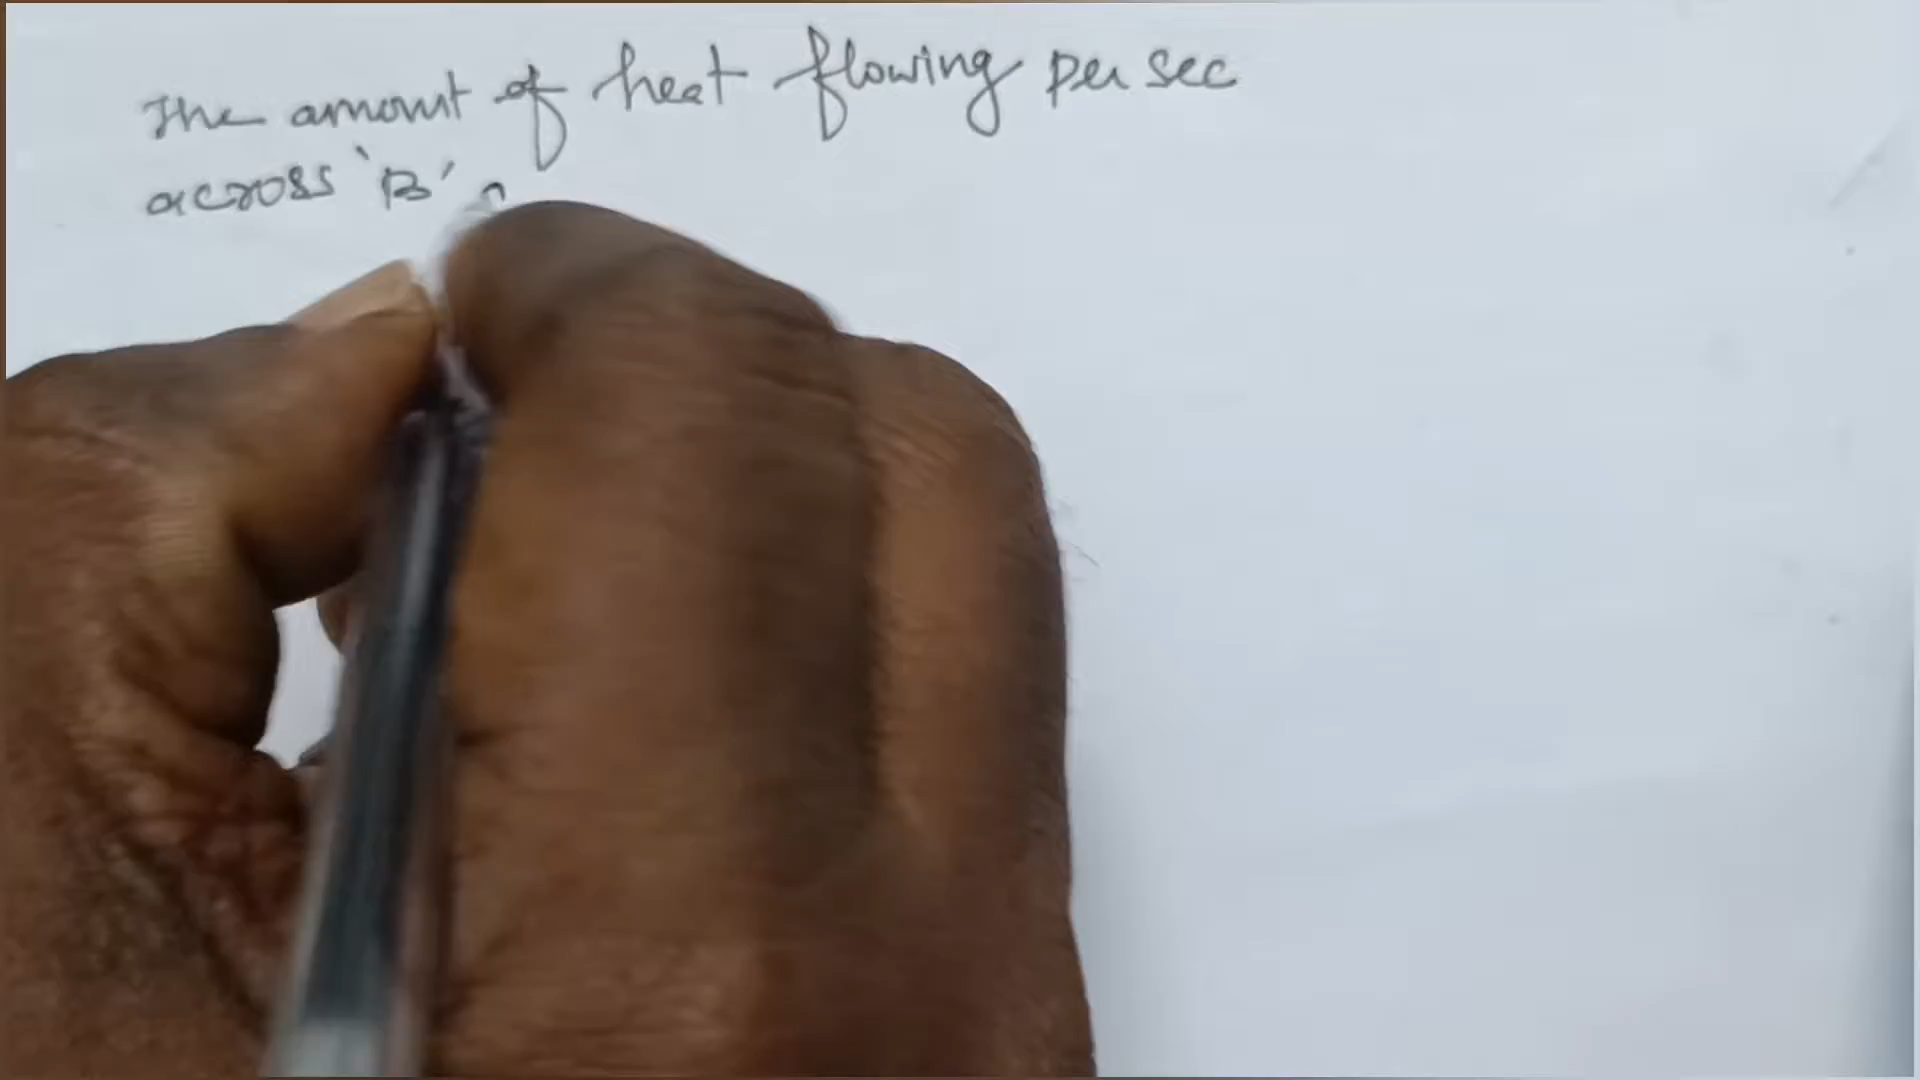 The amount of heat flowing per sec
across 'B'